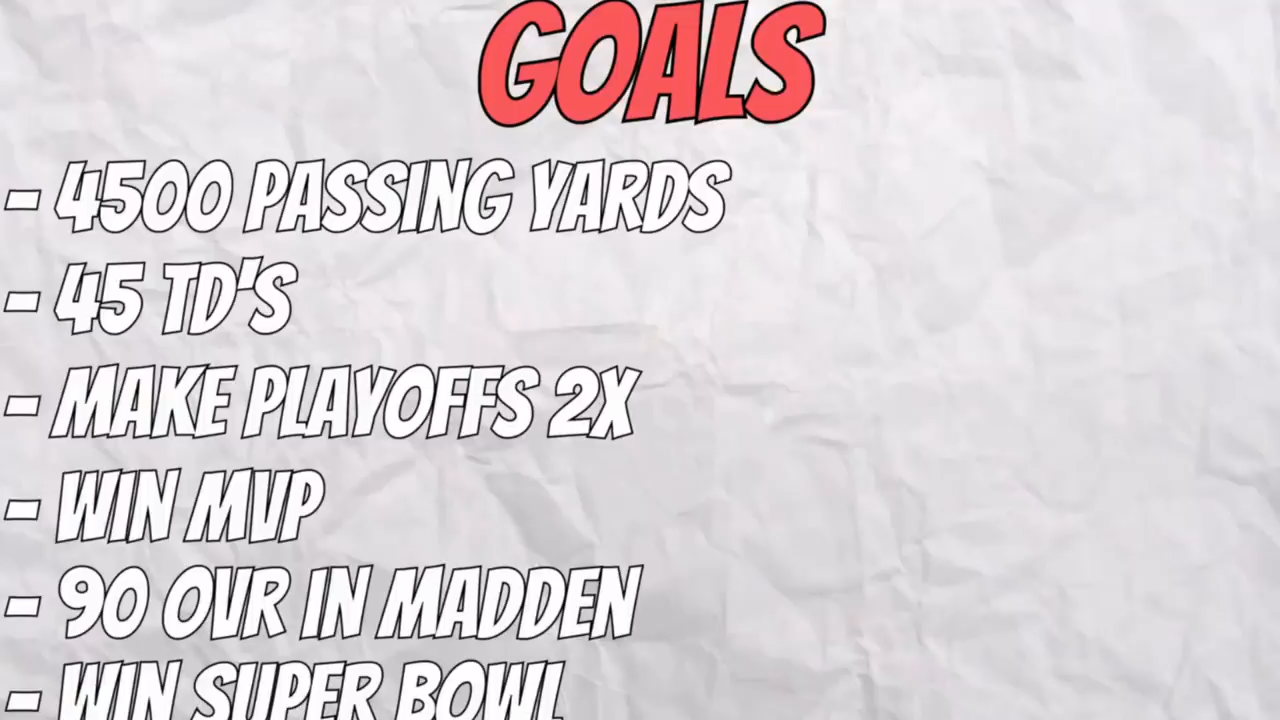 GOALS
- 4500 PASSING YARDS
- 45 TD'S
- MAKE PLAYOFFS 2X
- WIN MVP
- 90 OVR IN MADDEN
- WIN SUPER BOWL